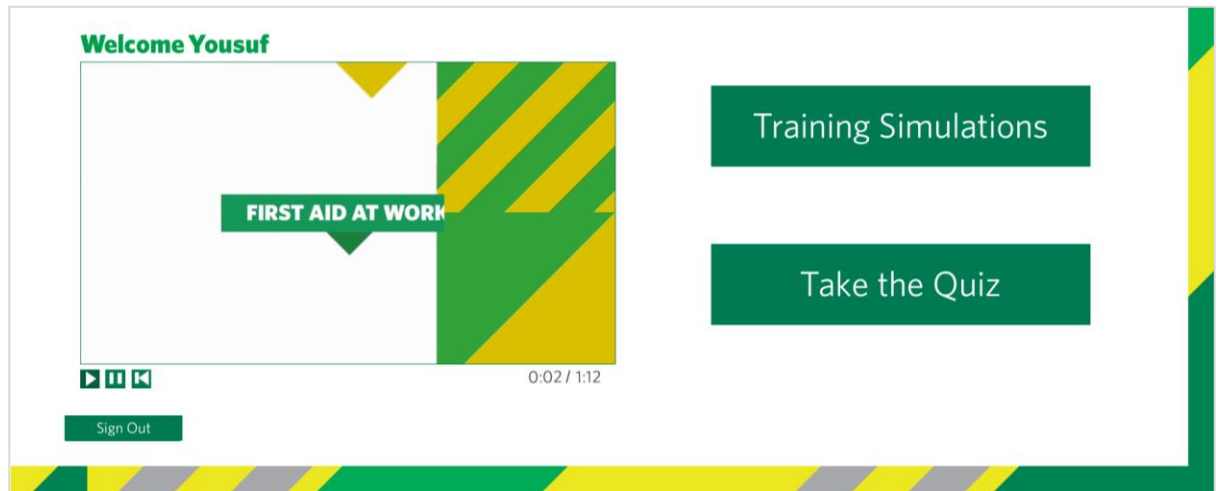 Welcome Yousuf
FIRST AID AT WORK
0:02 / 1:12
Sign Out
Training Simulations
Take the Quiz